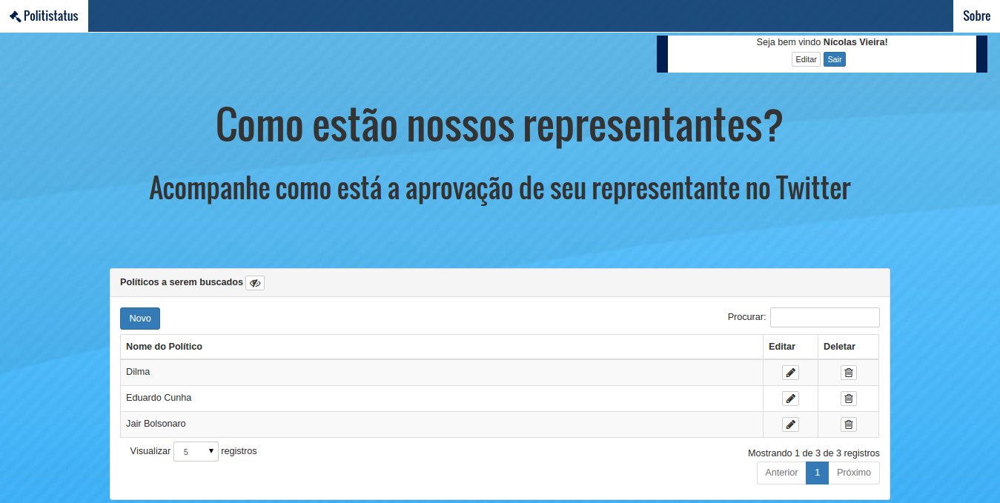 Politistatus
Sobre
Seja bem vindo Nícolas Vieira!
Editar Sair
Como estão nossos representantes?
Acompanhe como está a aprovação de seu representante no Twitter
Políticos a serem buscados
Novo
Procurar:
Nome do Político Editar Deletar
Dilma
Eduardo Cunha
Jair Bolsonaro
Visualizar 5 registros
Mostrando 1 de 3 de 3 registros
Anterior 1 Próximo